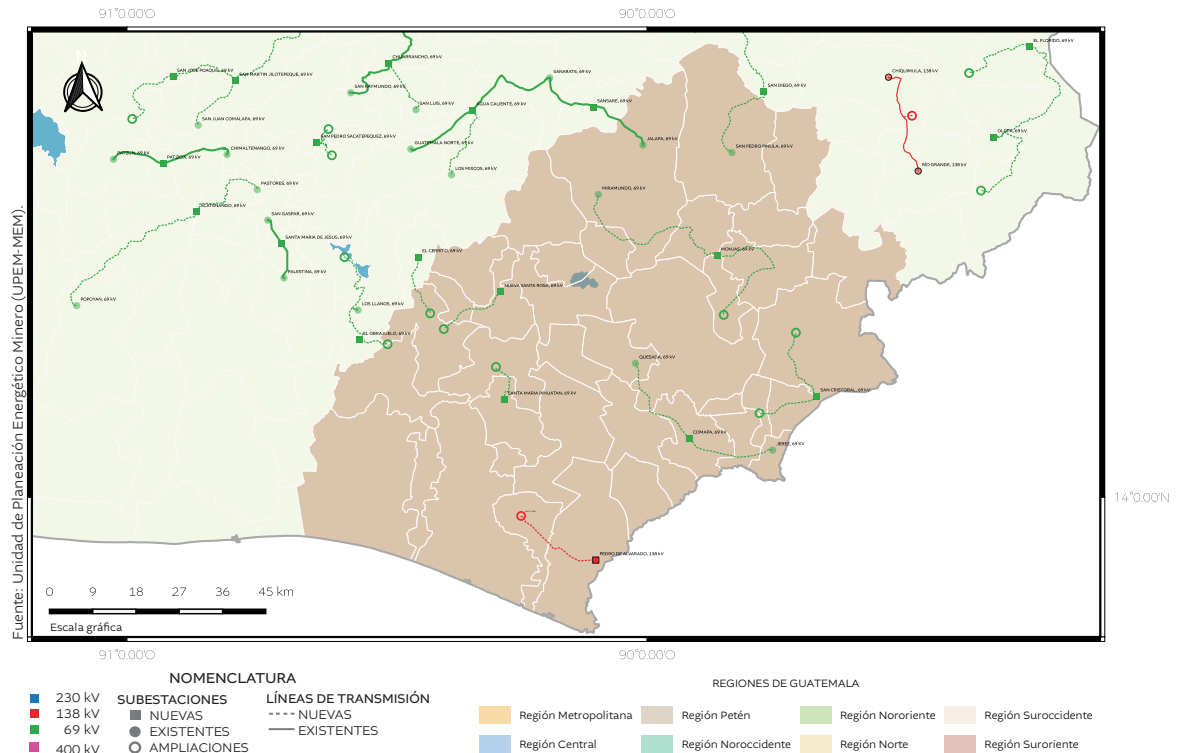 91°0.00'O 90°0.00'O
EL FLORIDO, 69 kV
CHUARRANCHO, 69 kV
N
SAN JOSE POAQUIL, 69 kV
SAN MARTIN JILOTEPEQUE, 69 kV
SANARATE, 69 kV
CHIQUIMULA, 138 kV
SAN RAYMUNDO, 69 kV
SAN DIEGO, 69 kV
SAN LUIS, 69 kV
AGUA CALIENTE, 69 kV
SANSARE, 69 kV
SAN JUAN COMALAPA, 69 kV
SAN PEDRO SACATEPEQUEZ, 69 kV
OLOPA, 69 kV
GUATEMALA NORTE, 69 kV
JALAPA, 69 kV
CHIMALTENANGO, 69 kV
PATZUN, 69 kV
PATZICIA, 69 kV
SAN PEDRO PINULA, 69 kV
LOS MIXCOS, 69 kV
RÍO GRANDE, 138 kV
PASTORES, 69 kV
MIRAMUNDO, 69 kV
69 kV
SAN GASPAR, 69 kV
SANTA MARIA DE JESUS, 69 kV
EL CERRITO, 69 kV
MONJAS, 69 kV
PALESTINA, 69 kV
NUEVA SANTA ROSA, 69 kV
POPOYAN, 69 kV
LOS LLANOS, 69 kV
EL OBRAJUELO, 69 kV
QUESADA, 69 kV
SANTA MARIA IXHUATAN, 69 kV
SAN CRISTOBAL, 69 kV
COMAPA, 69 kV
JEREZ, 69 KV
14°0.00'N
PEDRO DE ALVARADO, 138 kV
Fuente: Unidad de Planeación Energético Minero (UPEM-MEM).
0 9 18 27 36 45 km
Escala gráfica
91°0.00'O 90°0.00'O
NOMENCLATURA
230 kV
138 kV
69 kV
400 kV
SUBESTACIONES
NUEVAS
EXISTENTES
AMPLIACIONES
LÍNEAS DE TRANSMISIÓN
NUEVAS
EXISTENTES
REGIONES DE GUATEMALA
Región Metropolitana
Región Petén
Región Nororiente
Región Suroccidente
Región Central
Región Noroccidente
Región Norte
Región Suroriente